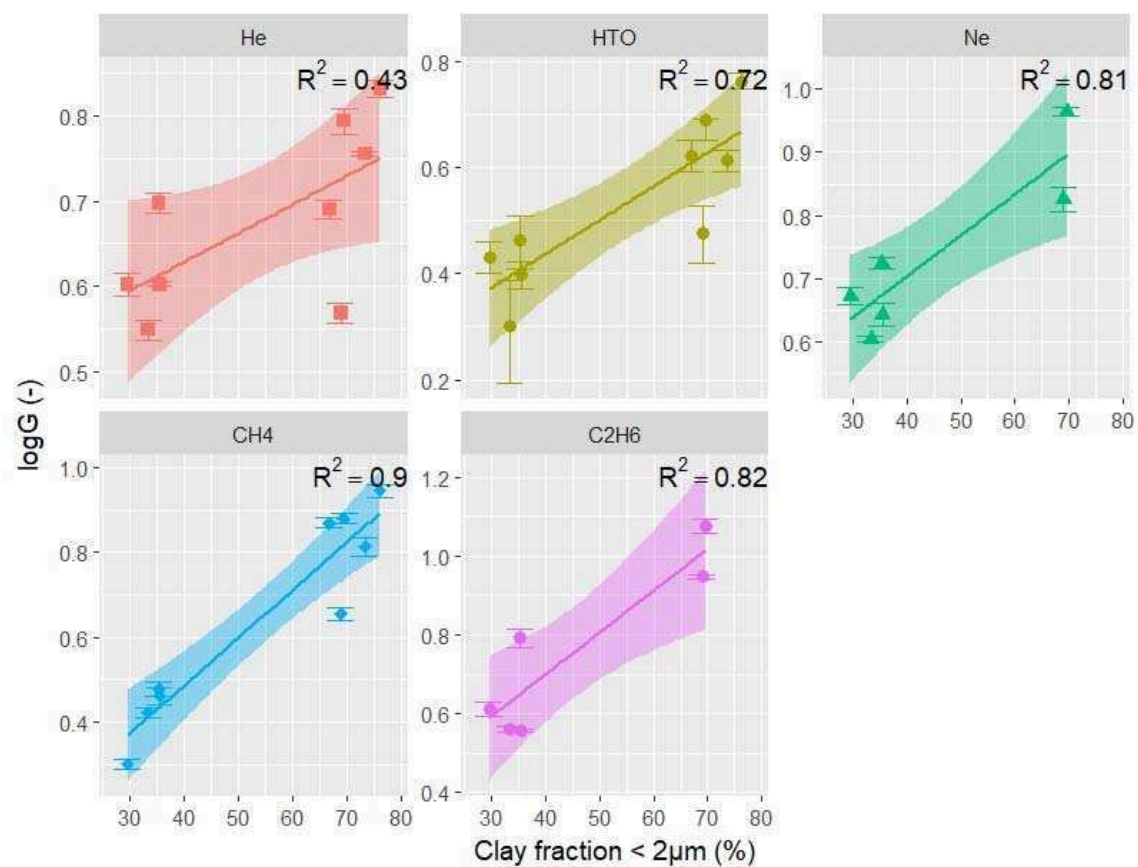 He
HTO
Ne
R² = 0.43
R² = 0.72
R² = 0.81
0.8
0.7
0.6
0.5
0.8
0.6
0.4
0.2
1.0
0.9
0.8
0.7
0.6
30 40 50 60 70 80
logG (-)
CH4
C2H6
R² = 0.9
R² = 0.82
1.0
0.8
0.6
0.4
1.2
1.0
0.8
0.6
0.4
30 40 50 60 70 80
30 40 50 60 70 80
Clay fraction < 2µm (%)